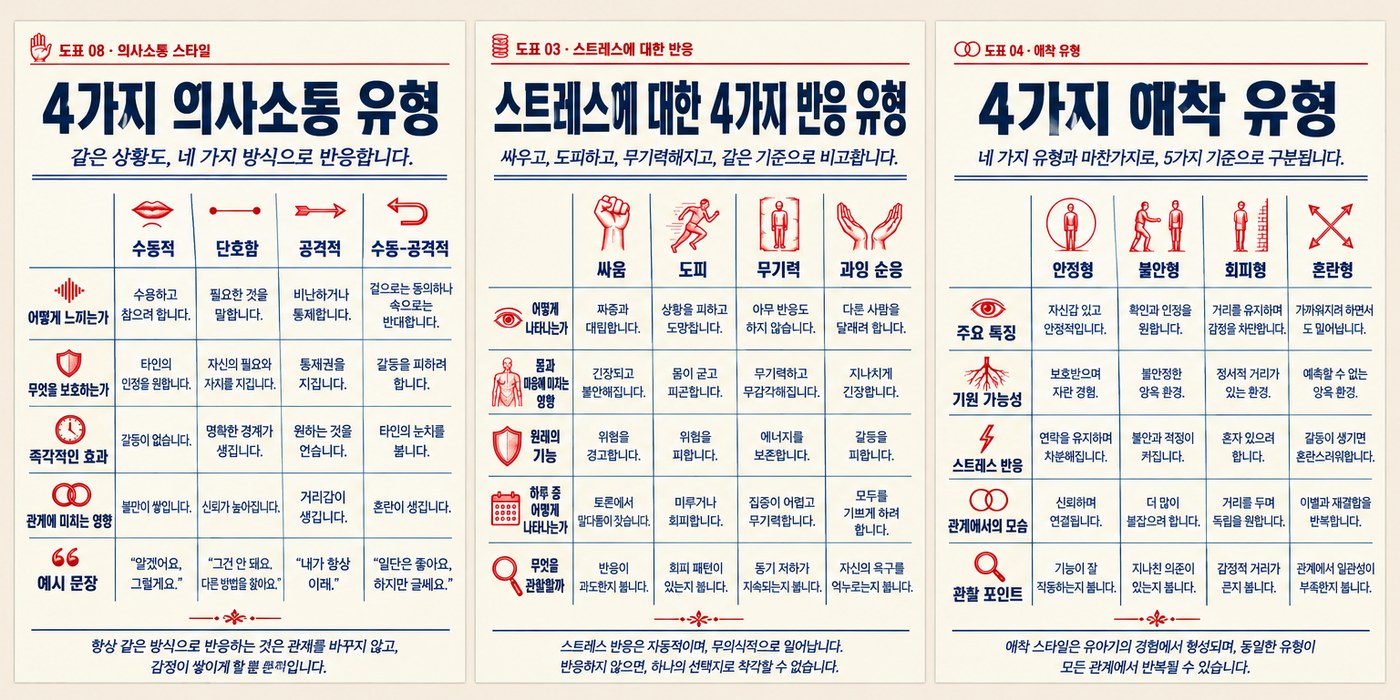 도표 08 · 의사소통 스타일
4가지 의사소통 유형
같은 상황도, 네 가지 방식으로 반응합니다.
수동적
단호함
공격적
수동-공격적
어떻게 느끼는가
수용하고
참으려 합니다.
필요한 것을
말합니다.
비난하거나
통제합니다.
겉으로는 동의하나
속으로는
반대합니다.
무엇을 보호하는가
타인의
인정을 원합니다.
자신의 필요와
자지를 지킵니다.
통제권을
지킵니다.
갈등을 피하려
합니다.
족각적인 효과
갈등이 없습니다.
명학한 경계가
생깁니다.
원하는 것을
얻습니다.
타인의 눈치를
봅니다.
관계에 미치는 영향
불만이 쌓입니다.
신뢰가 높아집니다.
거리감이
생깁니다.
혼란이 생깁니다.
예시 문장
“알겠어요,
그럴게요.”
“그건 안 돼요.
다른 방법을 찾아요.”
“내가 항상
이래.”
“일단은 좋아요,
하지만 글쎄요.”
항상 같은 방식으로 반응하는 것은 관재를 바꾸지 않고,
감정이 쌓이게 할 뿐
도표 03 · 스트레스에 대한 반응
스트레스에 대한 4가지 반응 유형
싸우고, 도피하고, 무기력해지고, 같은 기준으로 비고합니다.
싸움
도피
무기력
과잉 순응
어떻게
나타나는가
짜증과
대립합니다.
상황을 피하고
도망찹니다.
아무 반응도
하지 않습니다.
다른 사람을
달래려 합니다.
몸과
마음에 미치는
영향
긴장되고
불안해집니다.
몸이 굳고
피곤합니다.
무기력하고
무감각해집니다.
지나치게
긴장합니다.
원래의
기능
위험을
경고합니다.
위험을
피합니다.
에너지를
보존합니다.
갈등을
피합니다.
하루 중
어떻게
나타나는가
토론에서
말다툼이 잦습니다.
미루거나
회피합니다.
집중이 어렵고
무기력합니다.
모두를
기쁘게 하려
합니다.
무엇을
관찰할까
반응이
과도한지 봅니다.
회피 패턴이
있는지 봅니다.
동기 저하가
지속되는지 봅니다.
자신의 욕구를
억누르는지 봅니다.
스트레스 반응은 자동적이며, 무의식적으로 일어납니다.
반응하지 않으면, 하나의 선택지로 착각할 수 없습니다.
도표 04 · 애착 유형
4가지 애착 유형
네 가지 유형과 마찬가지로, 5가지 기준으로 구분됩니다.
안정형
불안형
회피형
혼란형
주요 특징
자신감 있고
안정적입니다.
확인과 인정을
원합니다.
거리를 유지하며
감정을 차단합니다.
가까워지려 하면서
도 밀어냅니다.
기원 가능성
보호받으며
자란 경험.
불안정한
양육 환경.
정서적 거리가
있는 환경.
예측할 수 없는
양육 환경.
스트레스 반응
연락을 유지하며
차분해집니다.
불안과 걱정이
커집니다.
혼자 있으려
합니다.
갈등이 생기면
혼란스러워합니다.
관계에서의 모습
신뢰하며
연결됩니다.
더 많이
붙잡으려 합니다.
거리를 두며
독립을 원합니다.
이별과 재결합을
반복합니다.
관찰 포인트
기능이 잘
작동하는지 봅니다.
지나친 의존이
있는지 봅니다.
감정적 거리가
큰지 봅니다.
관계에서 일관성이
부족한지 봅니다.
애착 스타일은 유아기의 경험에서 형성되며, 동일한 유형이
모든 관계에서 반복될 수 있습니다.